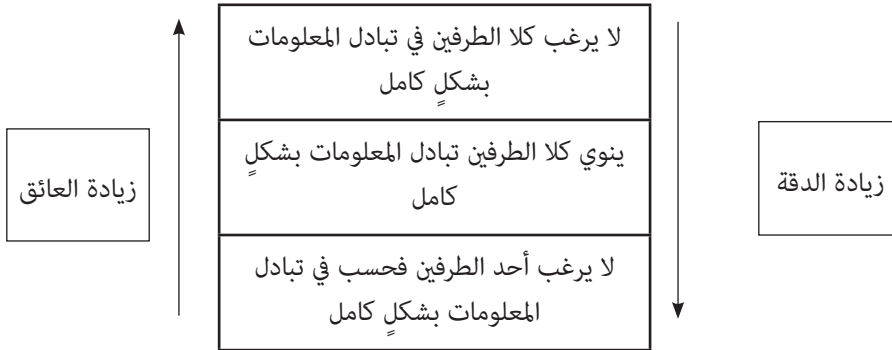 لا يرغب كلا الطرفين في تبادل المعلومات
بشكلٍ كامل
ينوي كلا الطرفين تبادل المعلومات بشكلٍ
كامل
لا يرغب أحد الطرفين فحسب في تبادل
المعلومات بشكلٍ كامل
زيادة الدقة
زيادة العائق